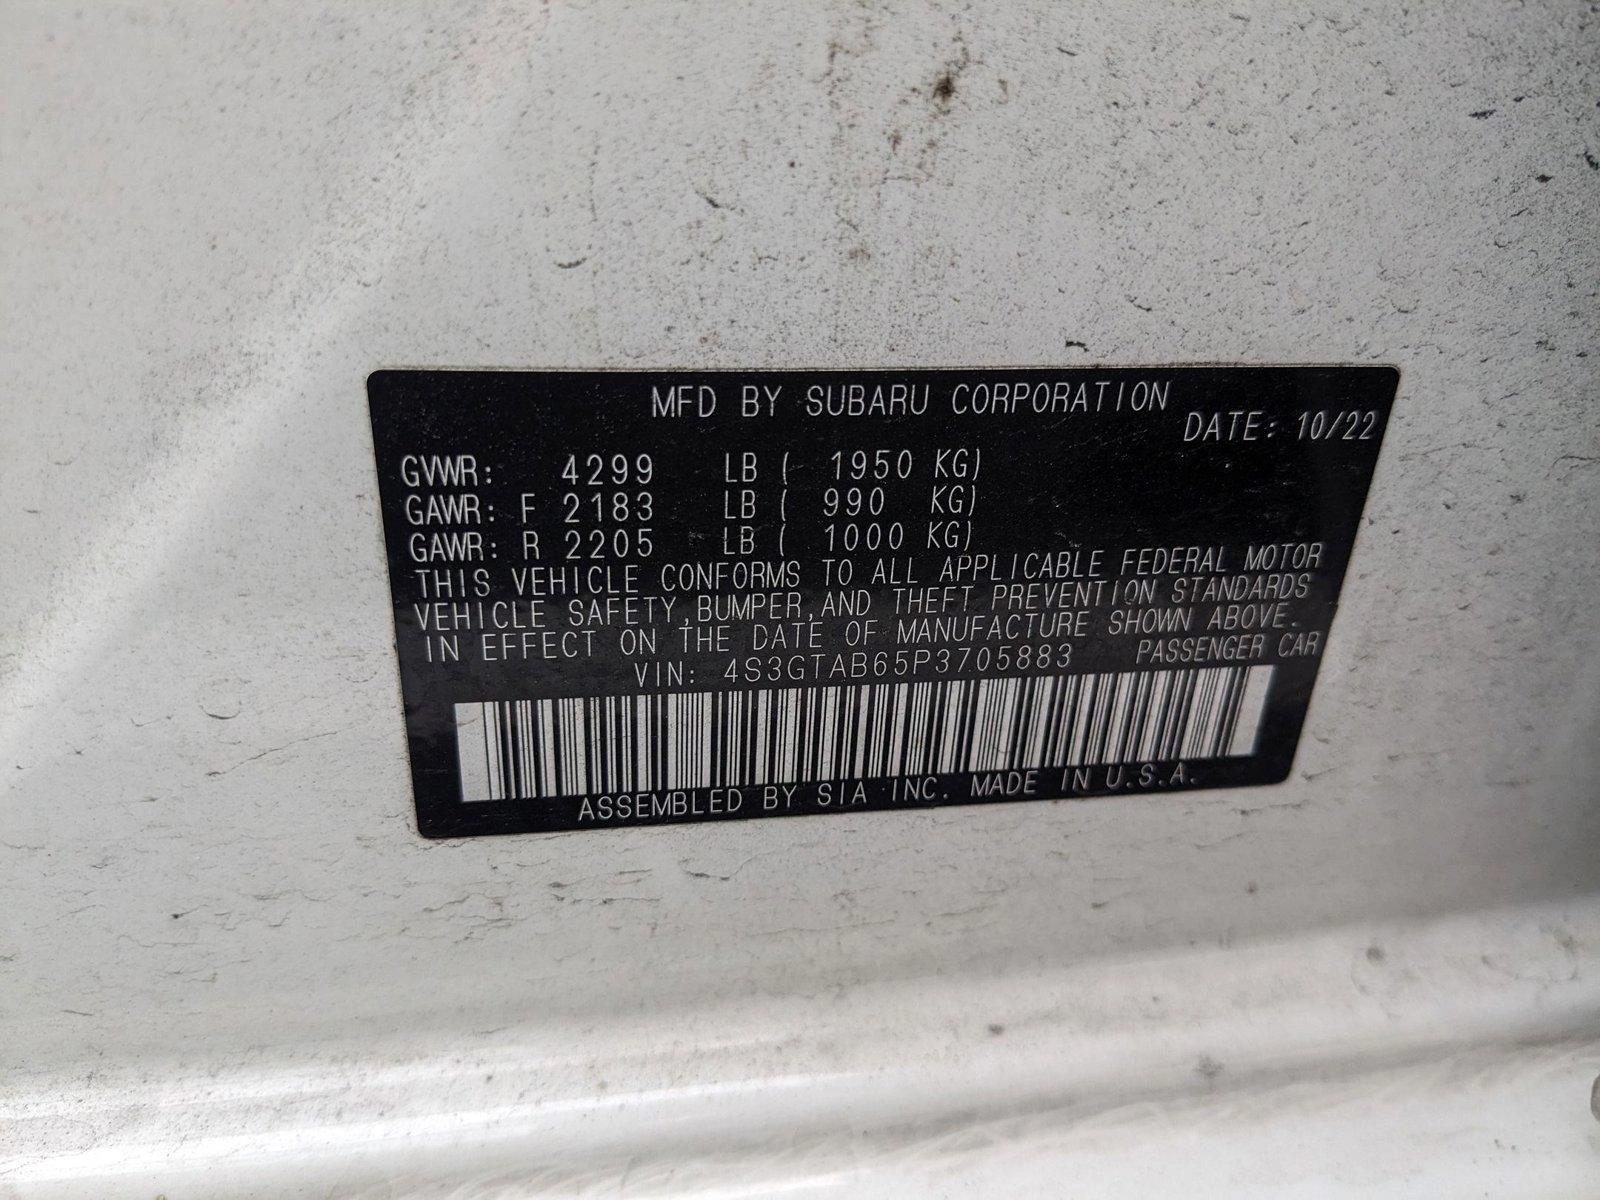 MFD BY SUBARU CORPORATION
DATE: 10/22
GVWR: 4299 LB ( 1950 KG)
GAWR: F 2183 LB ( 990 KG)
GAWR: R 2205 LB ( 1000 KG)
THIS VEHICLE CONFORMS TO ALL APPLICABLE FEDERAL MOTOR
VEHICLE SAFETY,BUMPER,AND THEFT PREVENTION STANDARDS
IN EFFECT ON THE DATE OF MANUFACTURE SHOWN ABOVE.
VIN: 4S3GTAB65P3705883 PASSENGER CAR
ASSEMBLED BY SIA INC. MADE IN U.S.A.